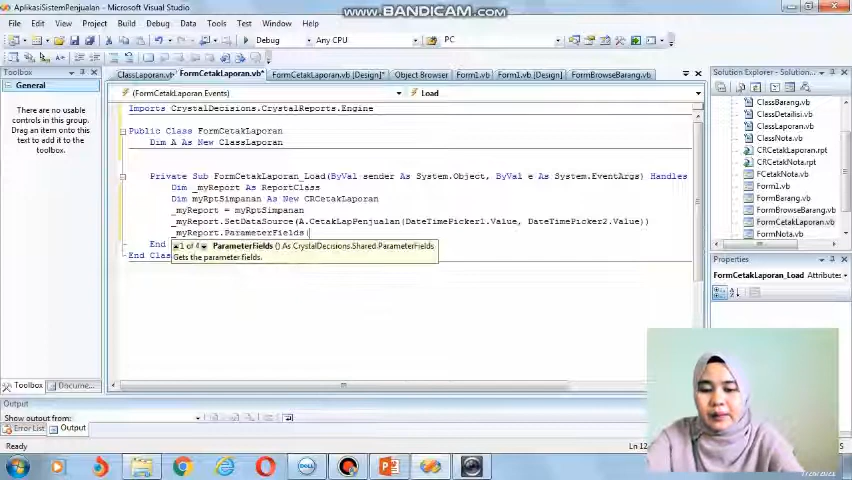 AplikasiSistemPenjualan - Microsoft Visual Studio
WWW.BANDICAM.COM
File Edit View Project Build Debug Data Tools Test Window Help
Debug Any CPU PC
Toolbox
General
There are no usable
controls in this group.
Drag an item onto this
text to add it to the
toolbox.
ClassLaporan.vb* FormCetakLaporan.vb* FormCetakLaporan.vb [Design]* Object Browser Form1.vb Form1.vb [Design] FormBrowseBarang.vb
(FormCetakLaporan Events) Load
Imports CrystalDecisions.CrystalReports.Engine
Public Class FormCetakLaporan
Dim A As New ClassLaporan
Private Sub FormCetakLaporan_Load(ByVal sender As System.Object, ByVal e As System.EventArgs) Handles
Dim _myReport As ReportClass
Dim myRptSimpanan As New CRCetakLaporan
_myReport = myRptSimpanan
_myReport.SetDataSource(A.CetakLapPenjualan(DateTimePicker1.Value, DateTimePicker2.Value))
_myReport.ParameterFields(
End
End Clas
1 of 4 ParameterFields () As CrystalDecisions.Shared.ParameterFields
Gets the parameter fields.
Solution Explorer - Penjua...
ClassBarang.vb
ClassDetailisi.vb
ClassLaporan.vb
ClassNota.vb
CRCetakLaporan.rpt
CRCetakNota.rpt
FCetakNota.vb
Form1.vb
FormBrowseBarang.vb
FormCetakLaporan.vb
FormNota.vb
Properties
FormCetakLaporan_Load Attributes
Toolbox Docume...
Output
Show output from:
Error List Output
Ready
Ln 12